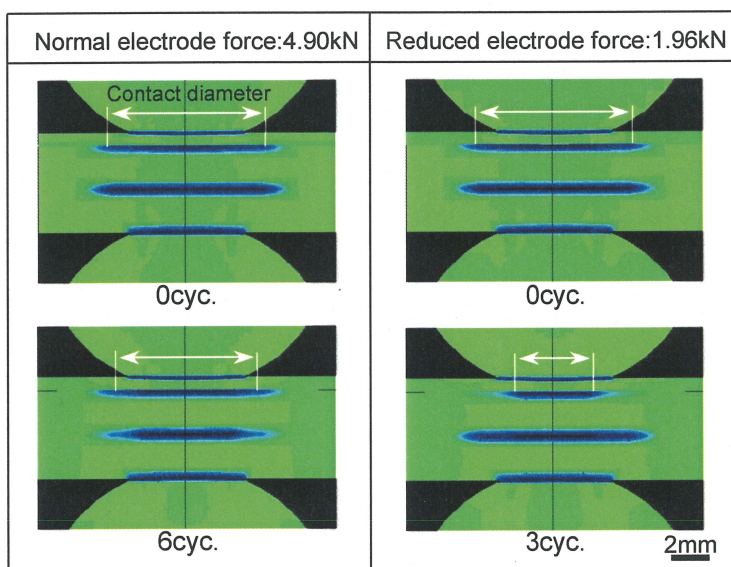 Normal electrode force:4.90kN
Reduced electrode force:1.96kN
Contact diameter
0cyc.
0cyc.
6cyc.
3cyc.
2mm